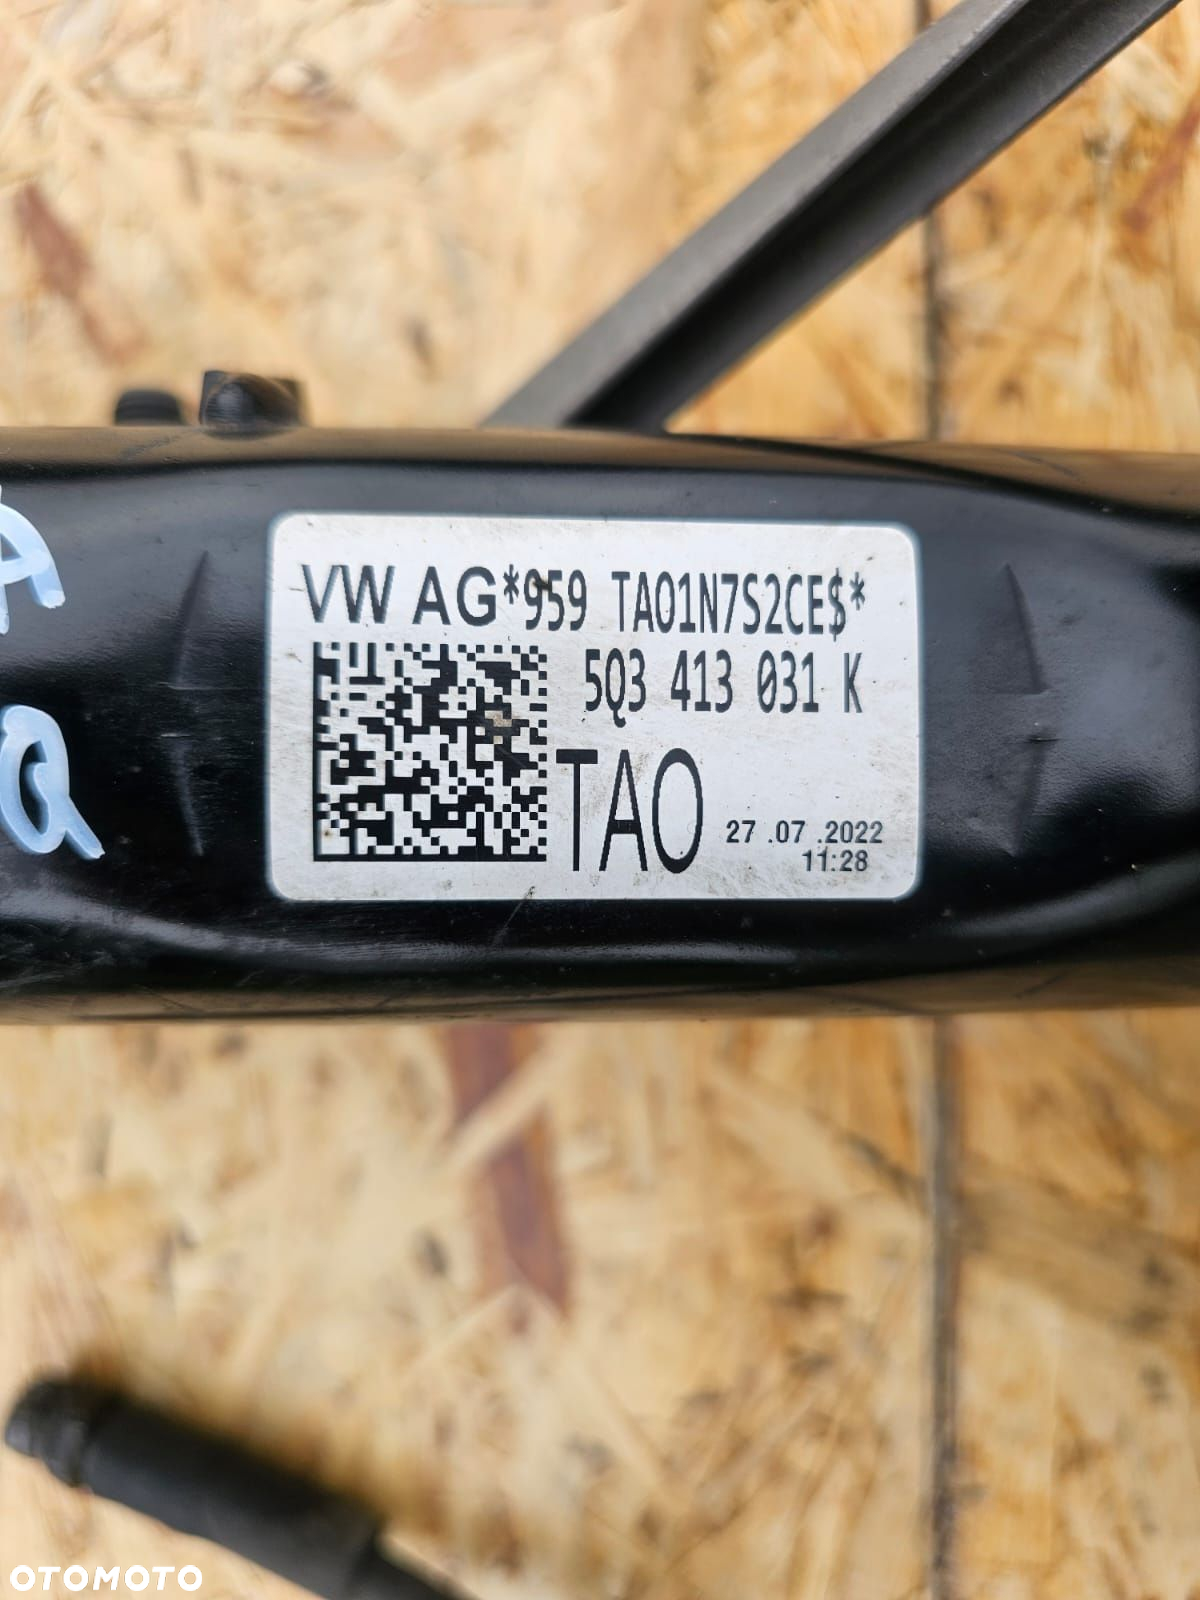 VW AG*959 TAO1N7S2CE$*
5Q3 413 031 K
TAO
27 .07 .2022
11:28
A
Q
OTOMOTO